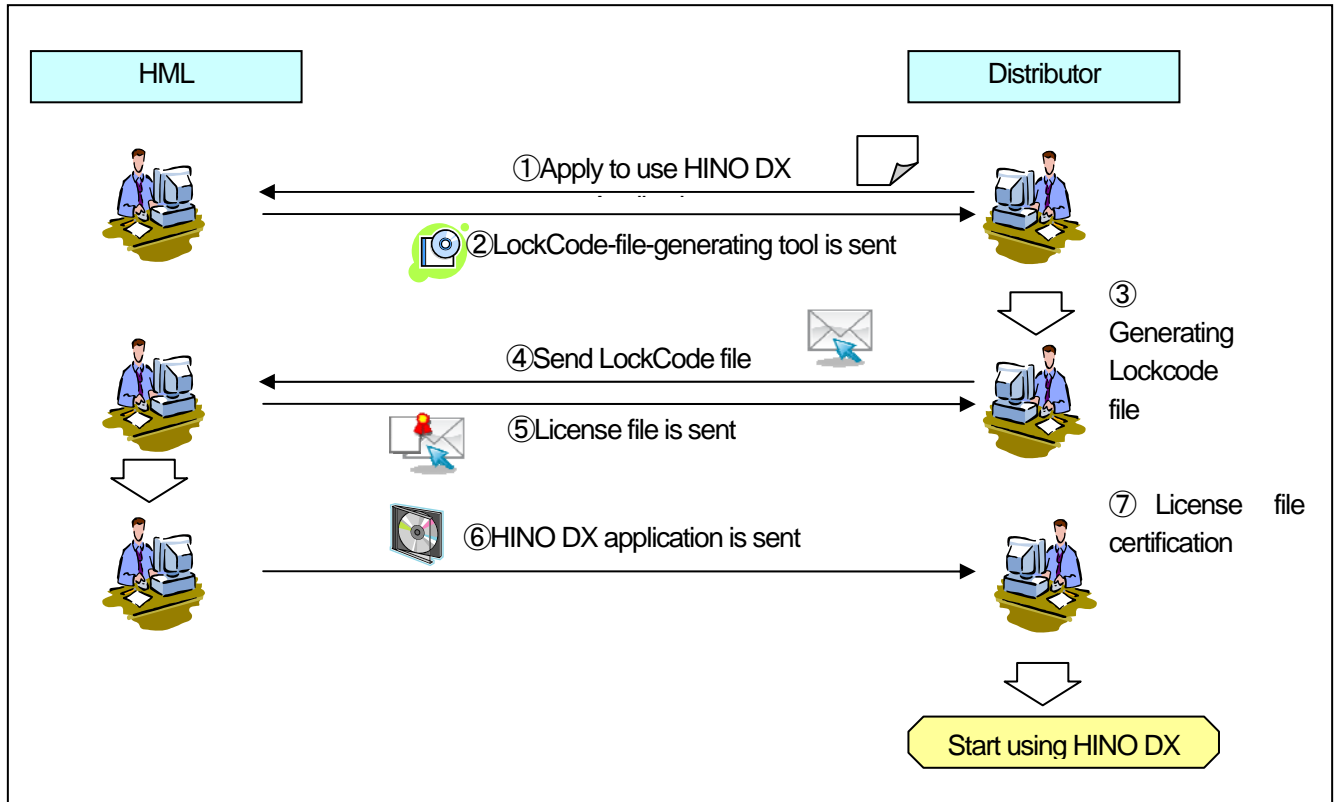 HML
Distributor
①Apply to use HINO DX
②LockCode-file-generating tool is sent
③
Generating
Lockcode
file
④Send LockCode file
⑤License file is sent
⑥HINO DX application is sent
⑦ License file
certification
Start using HINO DX